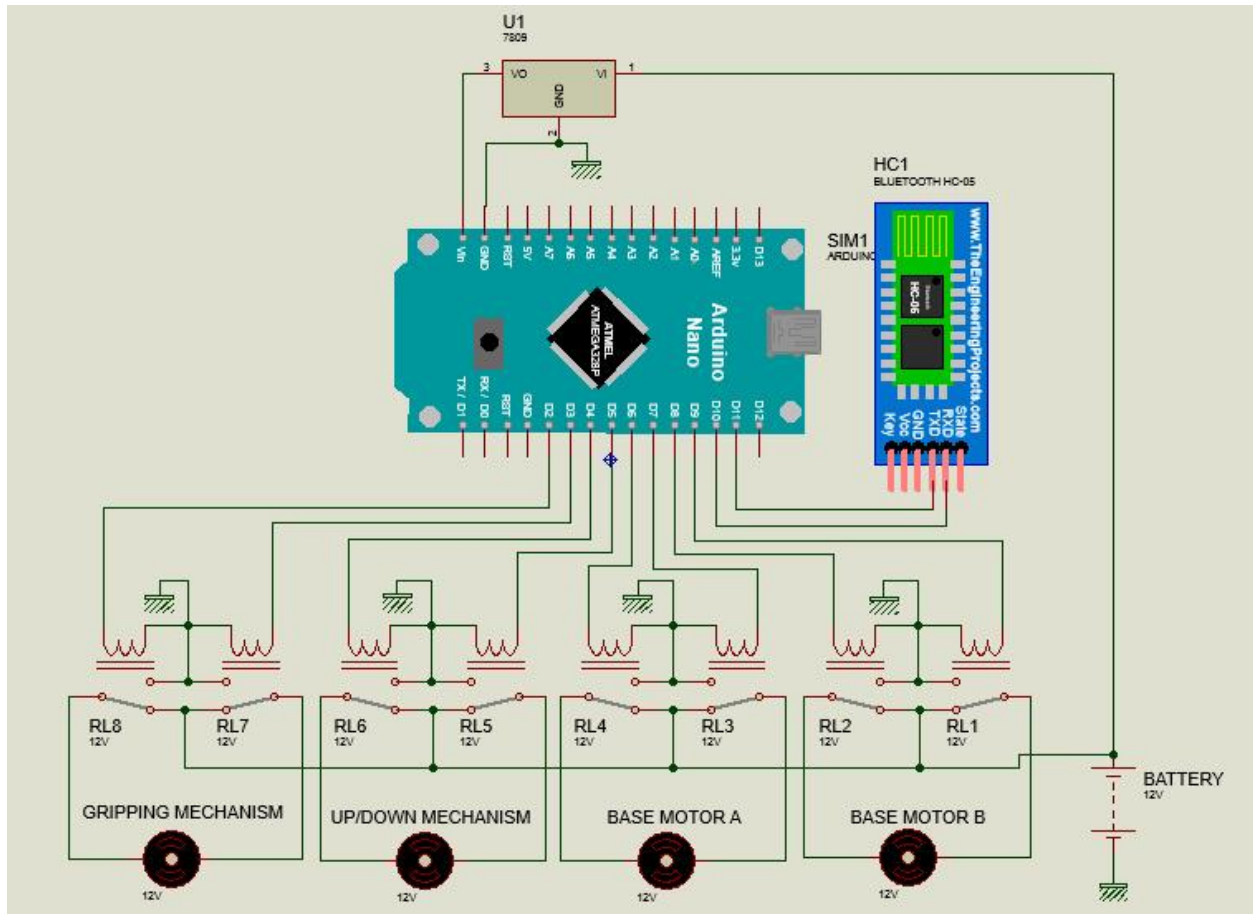 U1
7809
3
VO
VI
1
GND
2
HC1
BLUETOOTH HC-05
SIM1
ARDUINO
Vin
GND
RST
5V
A7
A6
A5
A4
A3
A2
A1
A0
AREF
3.3v
D13
ATMEL
ATMEGA328P
Arduino
Nano
TX / D1
RX / D0
RST
GND
D2
D3
D4
D5
D6
D7
D8
D9
D10
D11
D12
www.TheEngineeringProjects.com
Key
Vcc
GND
TXD
RXD
State
RL8
12V
RL7
12V
RL6
12V
RL5
12V
RL4
12V
RL3
12V
RL2
12V
RL1
12V
BATTERY
12V
GRIPPING MECHANISM
UP/DOWN MECHANISM
BASE MOTOR A
BASE MOTOR B
12V
12V
12V
12V